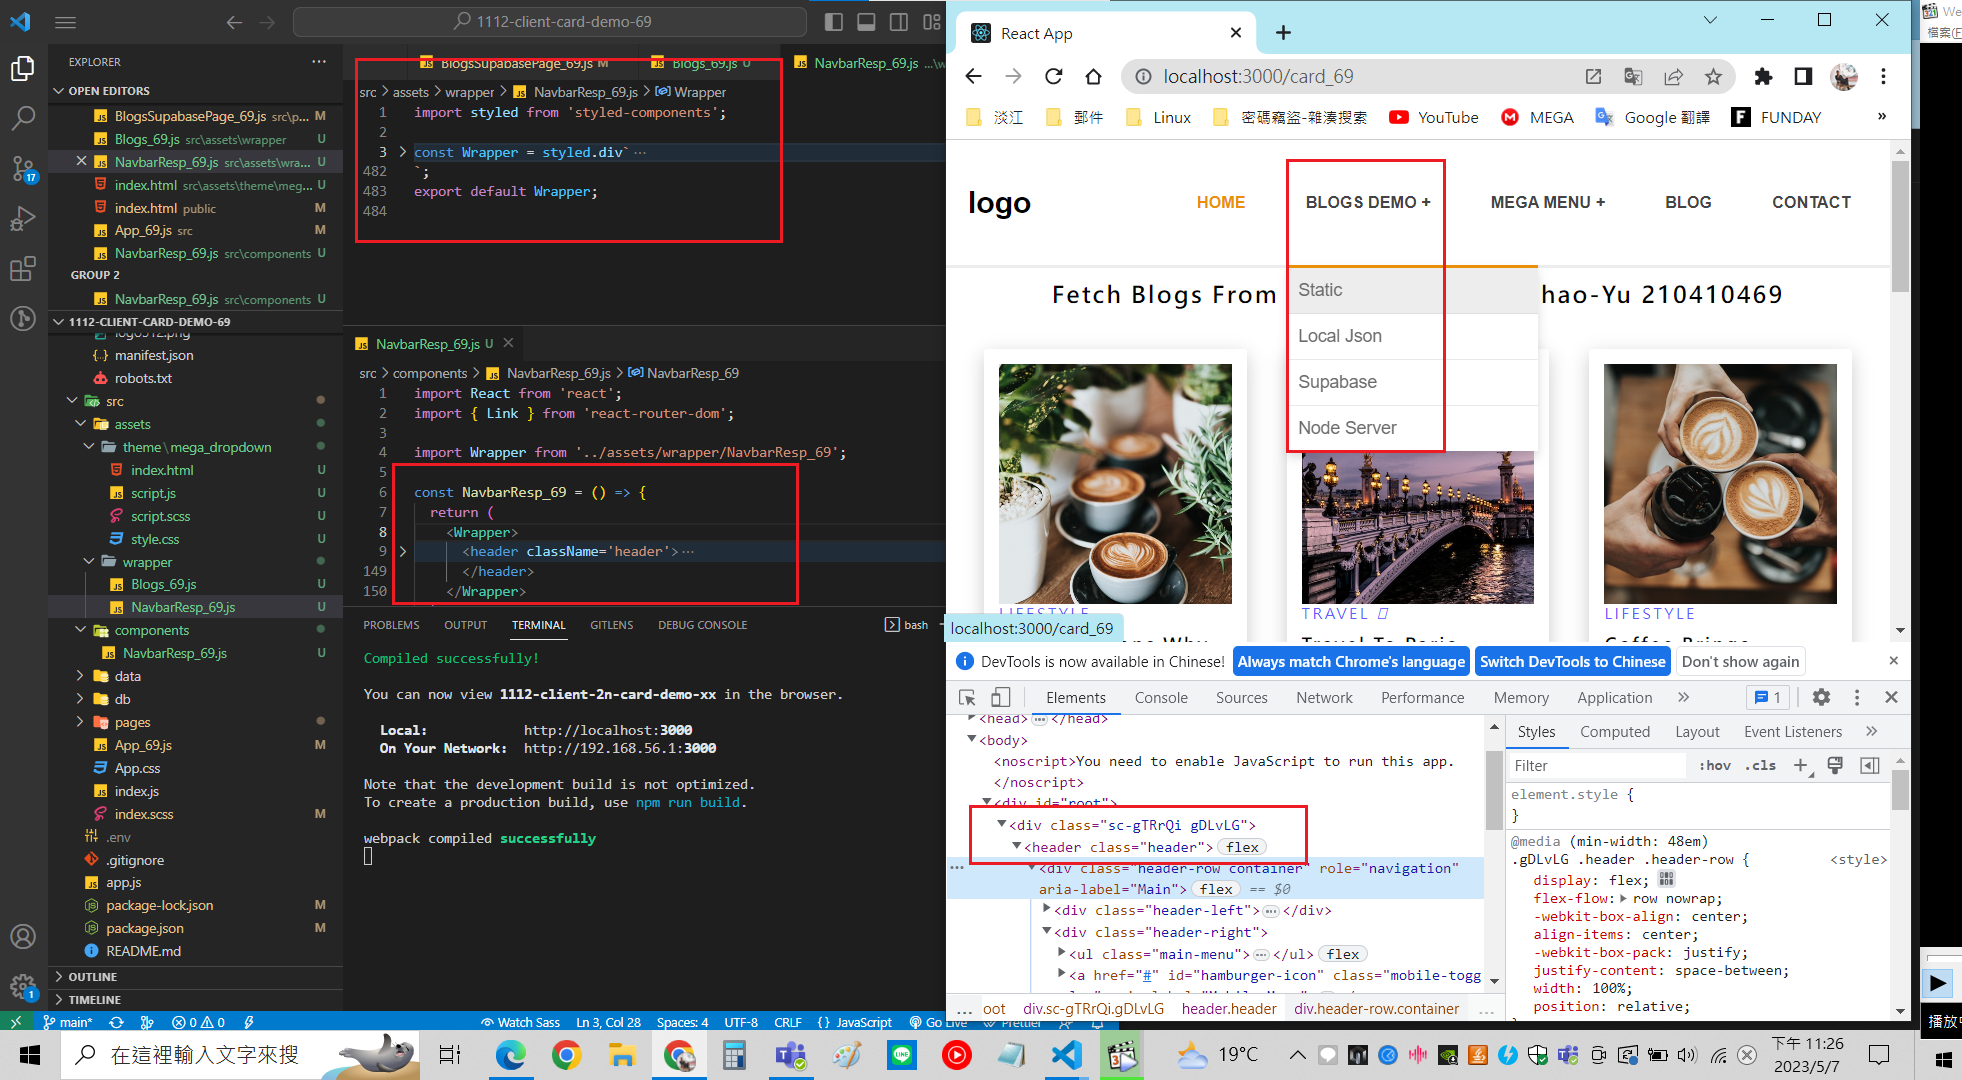 1112-client-card-demo-69
EXPLORER
OPEN EDITORS
BlogsSupabasePage_69.js src\p... M
Blogs_69.js src\assets\wrapper U
NavbarResp_69.js src\assets\wra... U
index.html src\assets\theme\meg... U
index.html public M
App_69.js src M
NavbarResp_69.js src\components U
GROUP 2
NavbarResp_69.js src\components U
1112-CLIENT-CARD-DEMO-69
logo512.png
manifest.json
robots.txt
src
assets
theme\mega_dropdown
index.html U
script.js U
script.scss U
style.css U
wrapper
Blogs_69.js U
NavbarResp_69.js U
components
NavbarResp_69.js U
data
db
pages
App_69.js M
App.css
index.js
index.scss M
.env
.gitignore
app.js
package-lock.json M
package.json M
README.md
OUTLINE
TIMELINE
17
1
BlogsSupabasePage_69.js M
Blogs_69.js U
NavbarResp_69.js ...\w
src > assets > wrapper > NavbarResp_69.js > Wrapper
1 import styled from 'styled-components';
2
3 const Wrapper = styled.div` ...
482 `;
483 export default Wrapper;
484
NavbarResp_69.js U
src > components > NavbarResp_69.js > NavbarResp_69
1 import React from 'react';
2 import { Link } from 'react-router-dom';
3
4 import Wrapper from '../assets/wrapper/NavbarResp_69';
5
6 const NavbarResp_69 = () => {
7 return (
8 <Wrapper>
9 <header className='header'> ...
149 </header>
150 </Wrapper>
PROBLEMS OUTPUT TERMINAL GITLENS DEBUG CONSOLE bash
Compiled successfully!
You can now view 1112-client-2n-card-demo-xx in the browser.
Local: http://localhost:3000
On Your Network: http://192.168.56.1:3000
Note that the development build is not optimized.
To create a production build, use npm run build.
webpack compiled successfully
main* 0 0 Watch Sass Ln 3, Col 28 Spaces: 4 UTF-8 CRLF {} JavaScript Go Live Prettier
React App
localhost:3000/card_69
淡江 郵件 Linux 密碼竊盜-雜湊搜索 YouTube MEGA Google 翻譯 FUNDAY »
logo
HOME BLOGS DEMO + MEGA MENU + BLOG CONTACT
Fetch Blogs From hao-Yu 210410469
Static
Local Json
Supabase
Node Server
LIFESTYLE
TRAVEL
LIFESTYLE
Travel To Paris
Coffee Brings
localhost:3000/card_69
DevTools is now available in Chinese! Always match Chrome's language Switch DevTools to Chinese Don't show again
Elements Console Sources Network Performance Memory Application » 1
<head> ... </head>
<body>
<noscript>You need to enable JavaScript to run this app.
</noscript>
<div id="root">
<div class="sc-gTRrQi gDLvLG">
<header class="header"> flex
<div class="header-row container" role="navigation"
aria-label="Main"> flex == $0
<div class="header-left"> ... </div>
<div class="header-right">
<ul class="main-menu"> ... </ul> flex
<a href="#" id="hamburger-icon" class="mobile-togg
... oot div.sc-gTRrQi.gDLvLG header.header div.header-row.container ...
Styles Computed Layout Event Listeners »
Filter :hov .cls +
element.style {
}
@media (min-width: 48em)
.gDLvLG .header .header-row { <style>
display: flex;
flex-flow: row nowrap;
-webkit-box-align: center;
align-items: center;
-webkit-box-pack: justify;
justify-content: space-between;
width: 100%;
position: relative;
We
檔案(F
播放中
在這裡輸入文字來搜
19°C
下午 11:26
2023/5/7